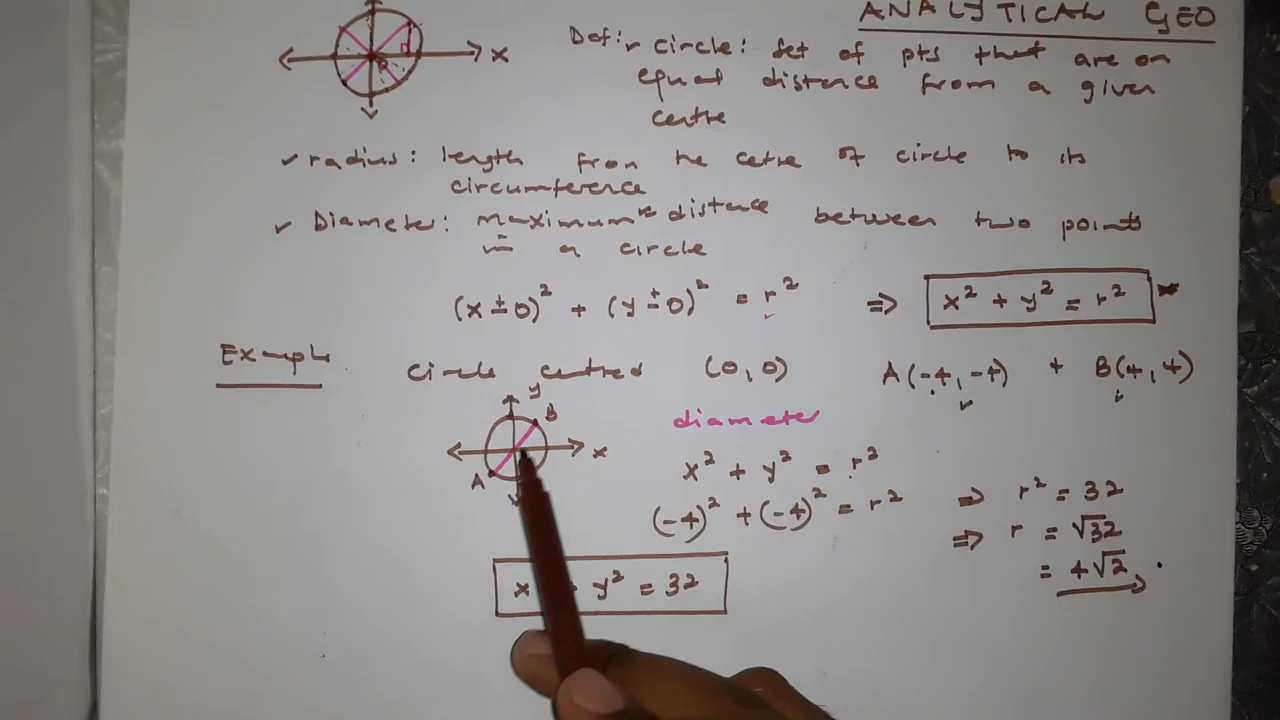 ANALYTICAL GEO
x
Def: circle: set of pts that are on
equal distance from a given
centre
✓ radius: length from the cetre of circle to its
circumference
✓ Diameter: maximum distance between two points
in a circle
(x ± 0)² + (y ± 0)² = r² ⇒ x² + y² = r² *
Example Circle centred (0,0) A(-4,-4) + B(4,4)
y
B
diameter
x
A
x² + y² = r²
(-4)² + (-4)² = r² ⇒ r² = 32
⇒ r = √32
= 4√2
x y² = 32